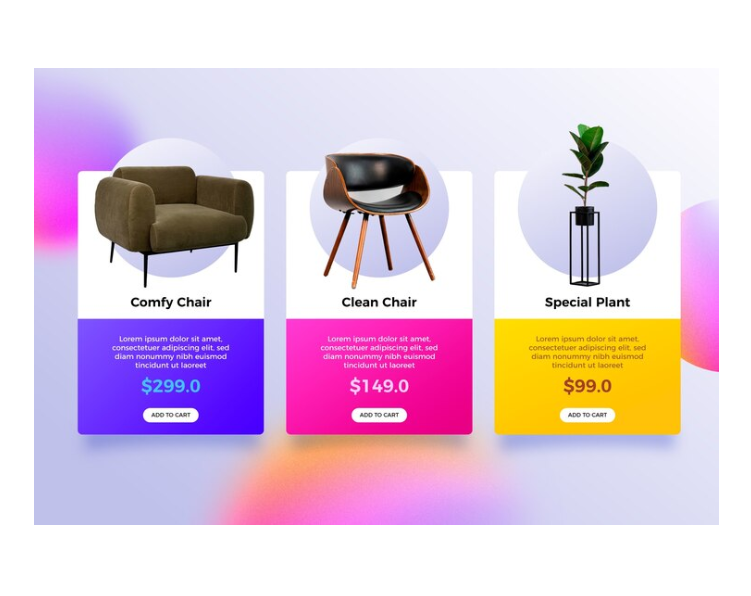 Comfy Chair
Lorem ipsum dolor sit amet,
consectetuer adipiscing elit, sed
diam nonummy nibh euismod
tincidunt ut laoreet
$299.0
ADD TO CART
Clean Chair
Lorem ipsum dolor sit amet,
consectetuer adipiscing elit, sed
diam nonummy nibh euismod
tincidunt ut laoreet
$149.0
ADD TO CART
Special Plant
Lorem ipsum dolor sit amet,
consectetuer adipiscing elit, sed
diam nonummy nibh euismod
tincidunt ut laoreet
$99.0
ADD TO CART